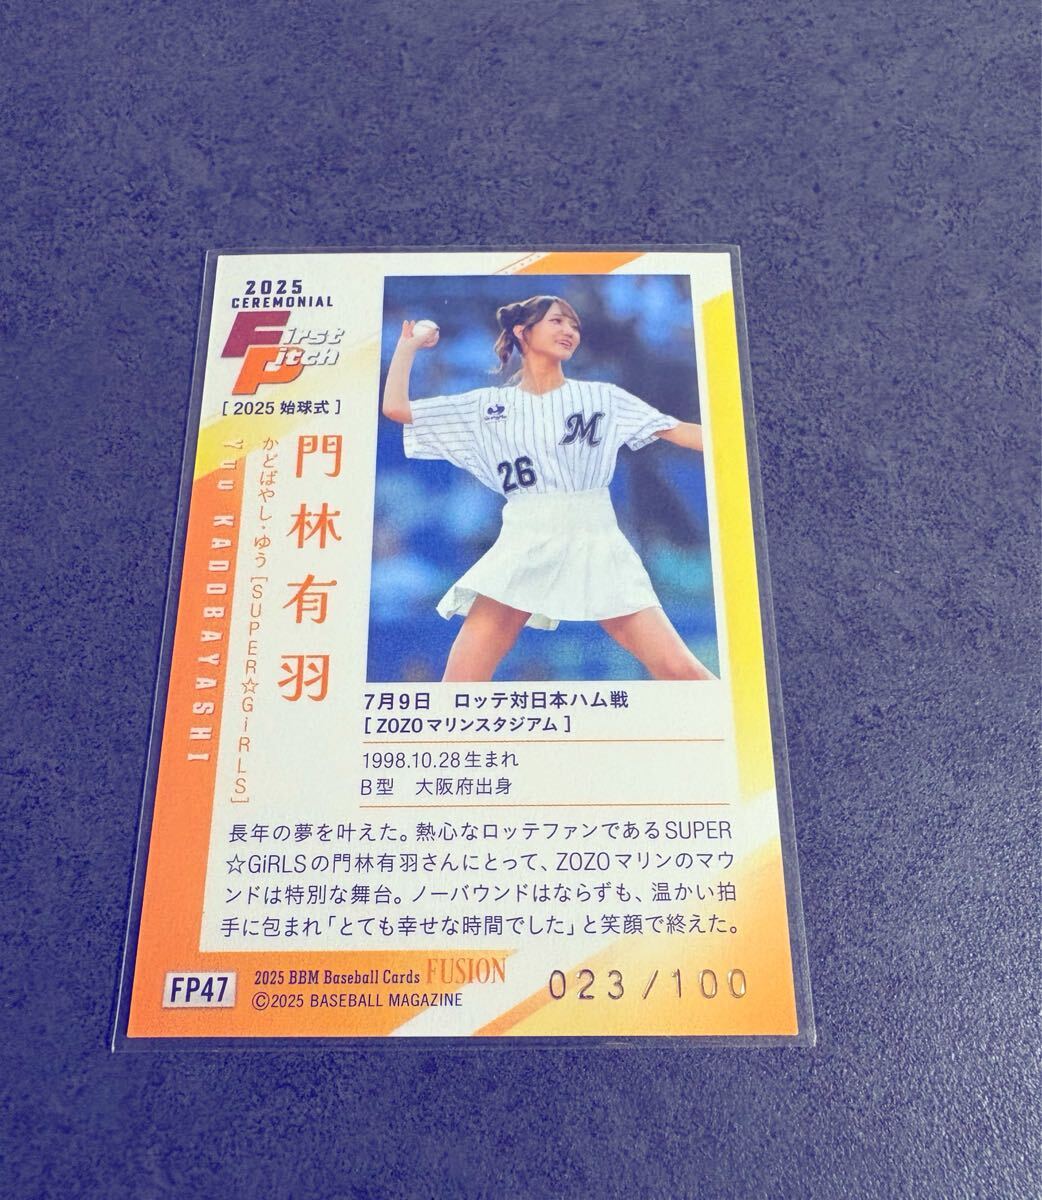 2025
CEREMONIAL
First
Pitch
[ 2025 始球式 ]
門林有羽
かどばやし・ゆう [SUPER☆GiRLS]
Yuu KADOBAYASHI
M
26
7月9日 ロッテ対日本ハム戦
[ ZOZOマリンスタジアム ]
1998.10.28生まれ
B型 大阪府出身
長年の夢を叶えた。熱心なロッテファンであるSUPER
☆GiRLSの門林有羽さんにとって、ZOZOマリンのマウ
ンドは特別な舞台。ノーバウンドはならずも、温かい拍
手に包まれ「とても幸せな時間でした」と笑顔で終えた。
FP47
2025 BBM Baseball Cards FUSION
©2025 BASEBALL MAGAZINE
023/100